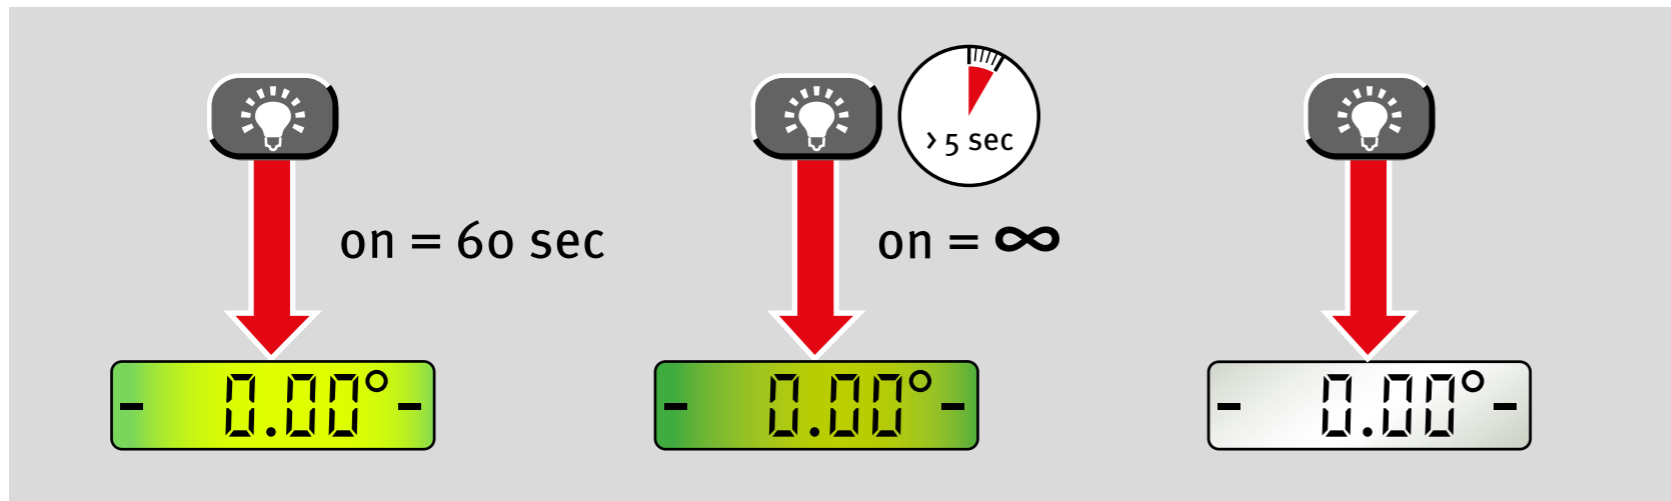 > 5 sec
on = 60 sec
on = ∞
- 0.00° -
- 0.00° -
- 0.00° -